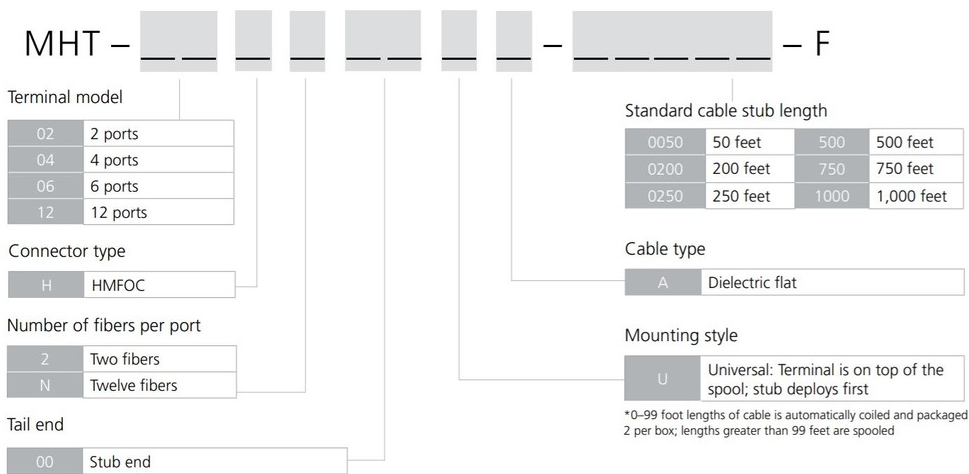 MHT – __ __ __ __ __ __ __ __ – __ __ __ __ __ – F
Terminal model
02 2 ports
04 4 ports
06 6 ports
12 12 ports
Connector type
H HMFOC
Number of fibers per port
2 Two fibers
N Twelve fibers
Tail end
00 Stub end
Standard cable stub length
0050 50 feet 500 500 feet
0200 200 feet 750 750 feet
0250 250 feet 1000 1,000 feet
Cable type
A Dielectric flat
Mounting style
U Universal: Terminal is on top of the
spool; stub deploys first
*0–99 foot lengths of cable is automatically coiled and packaged
2 per box; lengths greater than 99 feet are spooled